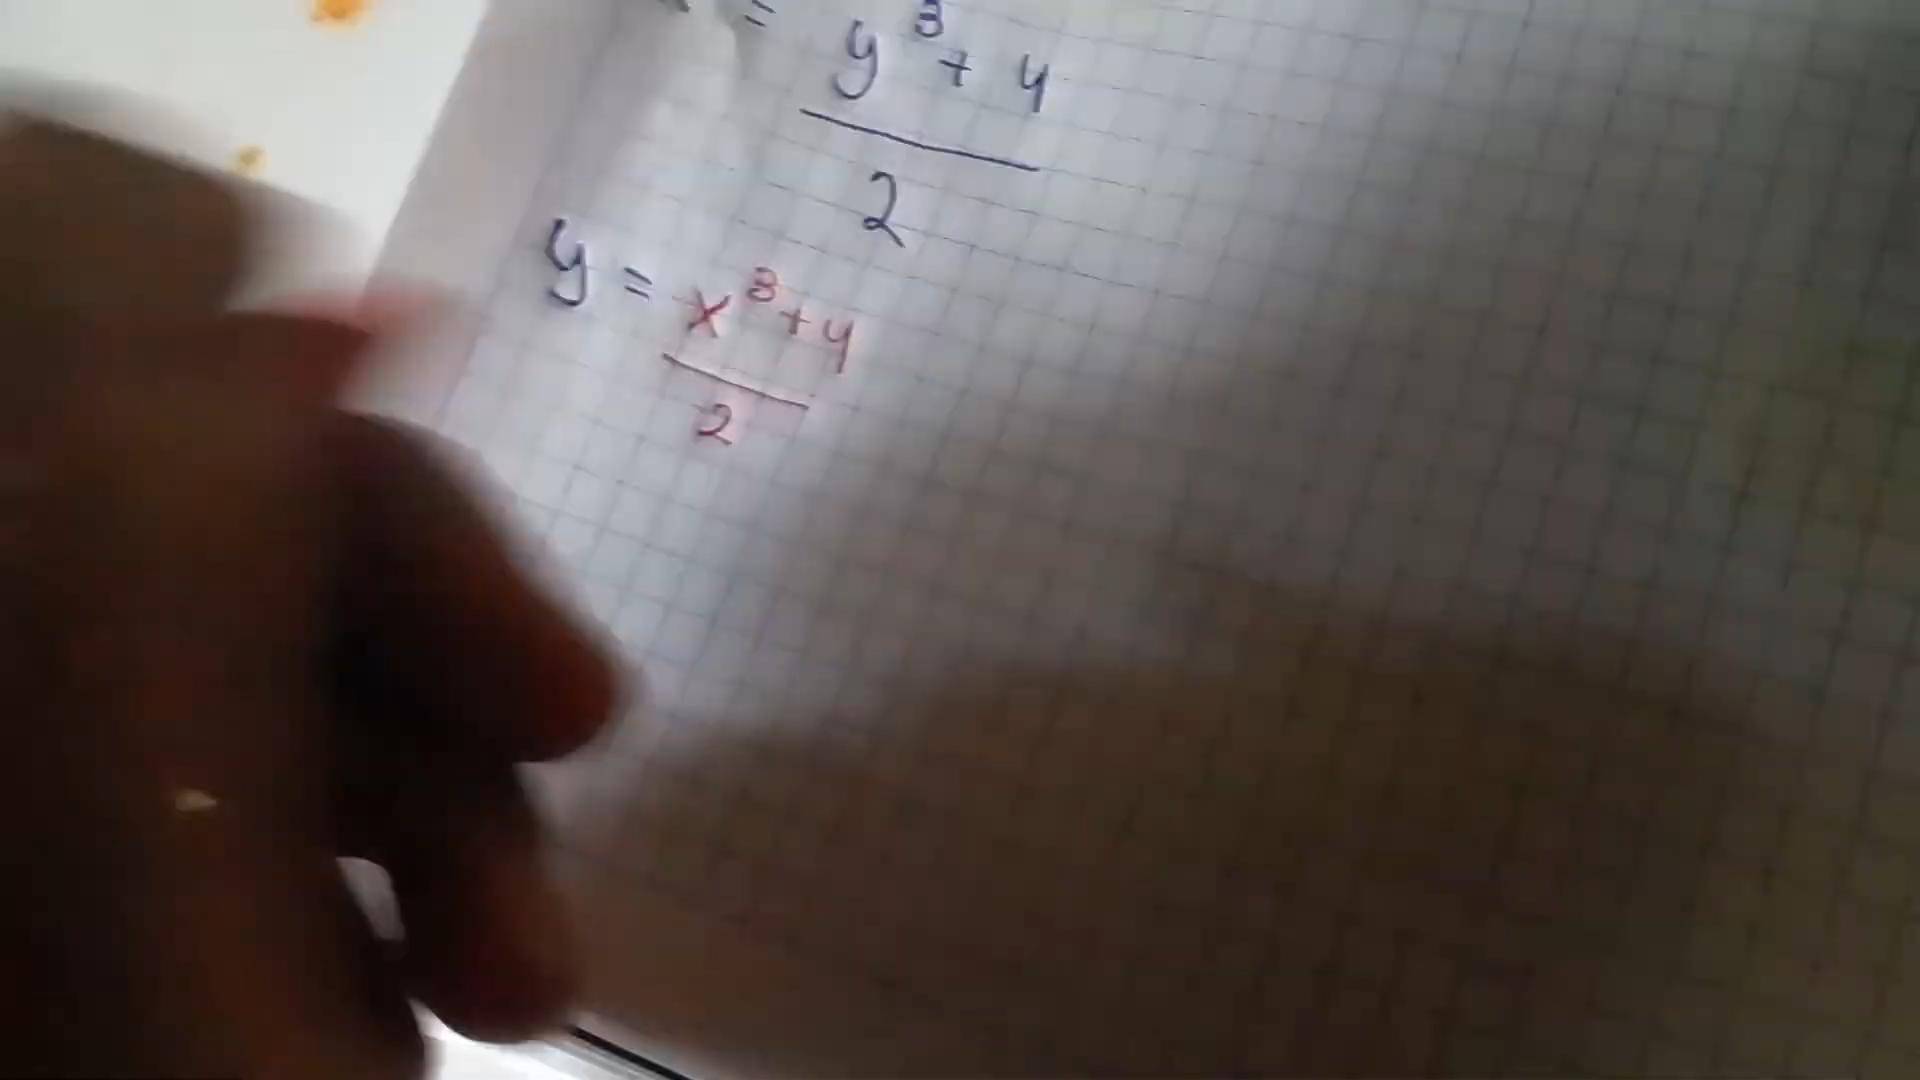 = y³ + 4
2
y = x³ + 4
2